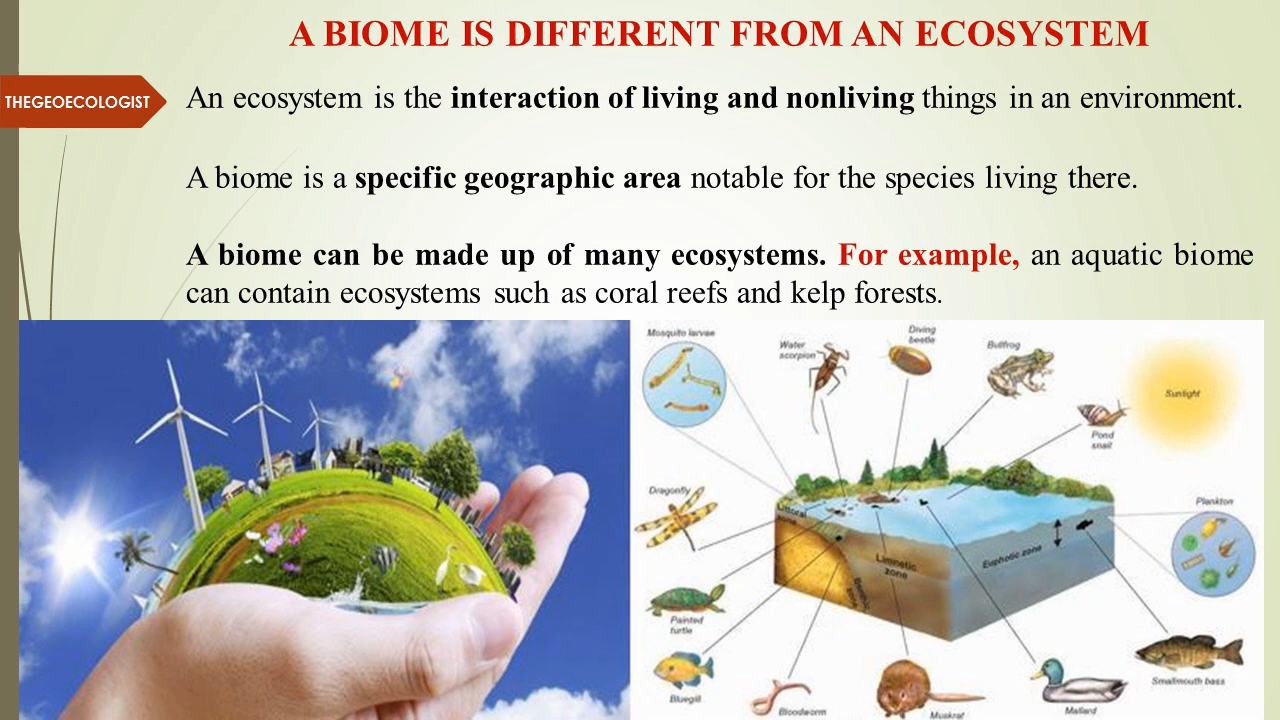 A BIOME IS DIFFERENT FROM AN ECOSYSTEM
THEGEOECOLOGIST
An ecosystem is the interaction of living and nonliving things in an environment.
A biome is a specific geographic area notable for the species living there.
A biome can be made up of many ecosystems. For example, an aquatic biome
can contain ecosystems such as coral reefs and kelp forests.
Mosquito larvae
Water
scorpion
Diving
beetle
Bullfrog
Sunlight
Pond
snail
Dragonfly
Plankton
Littoral
zone
Limnetic
zone
Euphotic zone
Benthic
zone
Painted
turtle
Bluegill
Bloodworm
Muskrat
Mallard
Smallmouth bass